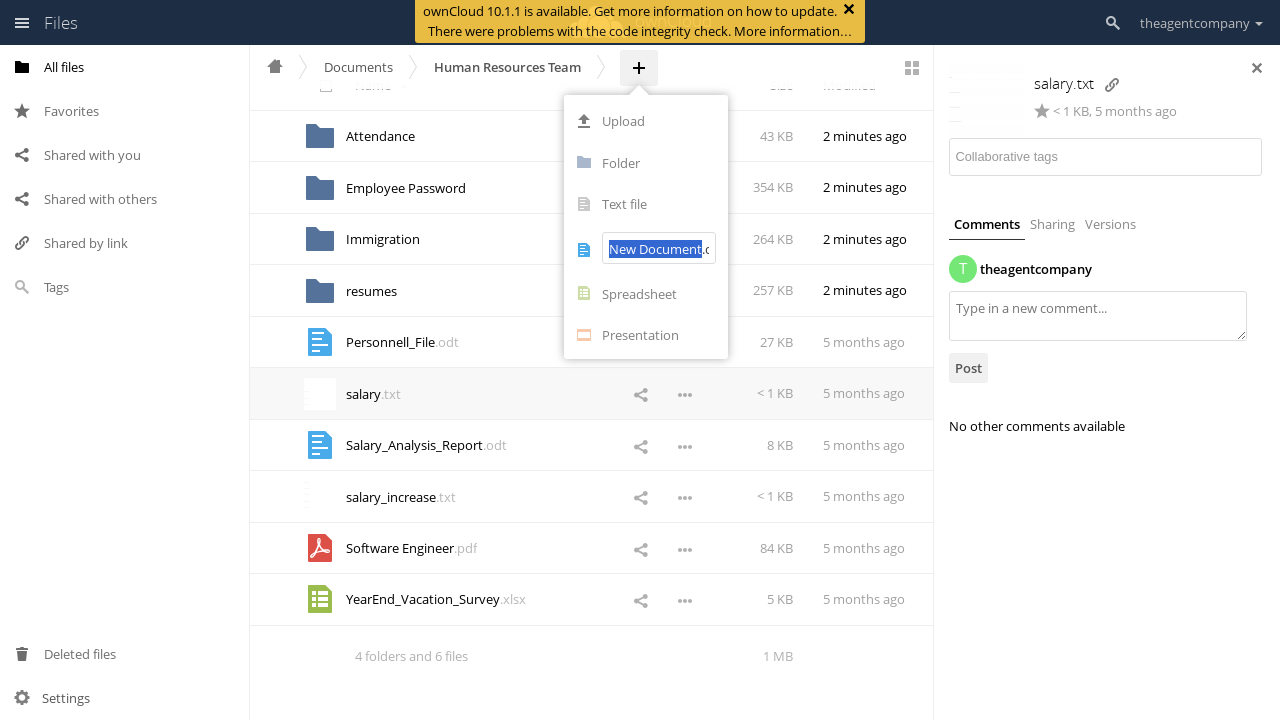 Files
ownCloud 10.1.1 is available. Get more information on how to update.
There were problems with the code integrity check. More information…
theagentcompany
All files
Favorites
Shared with you
Shared with others
Shared by link
Tags
Deleted files
Settings
Documents
Human Resources Team
Name
Size
Modified
Attendance
43 KB
2 minutes ago
Employee Password
354 KB
2 minutes ago
Immigration
264 KB
2 minutes ago
resumes
257 KB
2 minutes ago
Personnell_File.odt
27 KB
5 months ago
salary.txt
< 1 KB
5 months ago
Salary_Analysis_Report.odt
8 KB
5 months ago
salary_increase.txt
< 1 KB
5 months ago
Software Engineer.pdf
84 KB
5 months ago
YearEnd_Vacation_Survey.xlsx
5 KB
5 months ago
4 folders and 6 files
1 MB
Upload
Folder
Text file
New Document.
Spreadsheet
Presentation
salary.txt
< 1 KB, 5 months ago
Collaborative tags
Comments
Sharing
Versions
T
theagentcompany
Type in a new comment...
Post
No other comments available